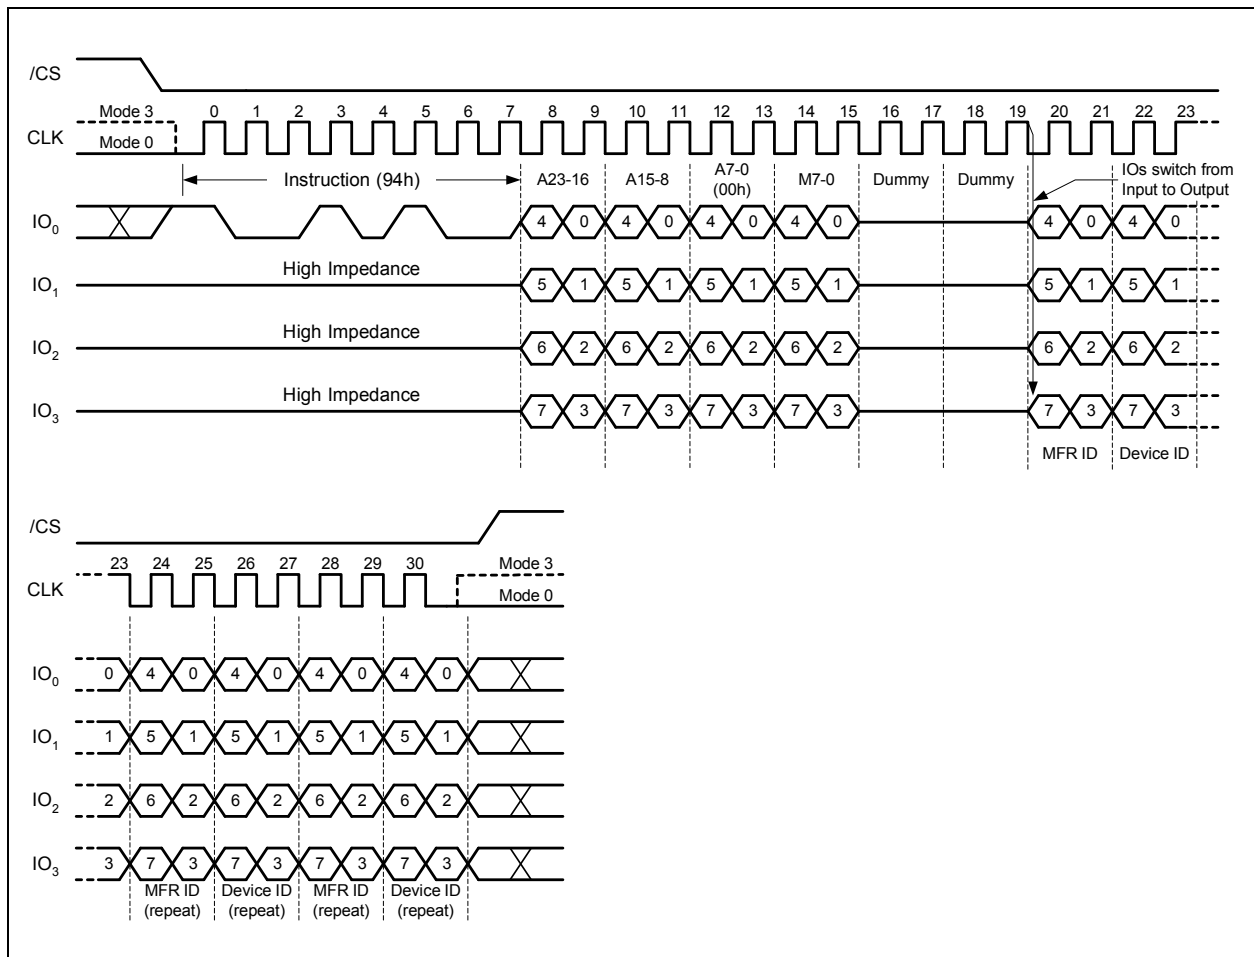 /CS
Mode 3 0 1 2 3 4 5 6 7 8 9 10 11 12 13 14 15 16 17 18 19 20 21 22 23
CLK Mode 0
Instruction (94h) A23-16 A15-8 A7-0 (00h) M7-0 Dummy Dummy IOs switch from Input to Output
IO0 4 0 4 0 4 0 4 0 4 0 4 0
High Impedance
IO1 5 1 5 1 5 1 5 1 5 1 5 1
High Impedance
IO2 6 2 6 2 6 2 6 2 6 2 6 2
High Impedance
IO3 7 3 7 3 7 3 7 3 7 3 7 3
MFR ID Device ID
/CS
23 24 25 26 27 28 29 30 Mode 3
CLK Mode 0
IO0 0 4 0 4 0 4 0 4 0
IO1 1 5 1 5 1 5 1 5 1
IO2 2 6 2 6 2 6 2 6 2
IO3 3 7 3 7 3 7 3 7 3
MFR ID Device ID MFR ID Device ID
(repeat) (repeat) (repeat) (repeat)